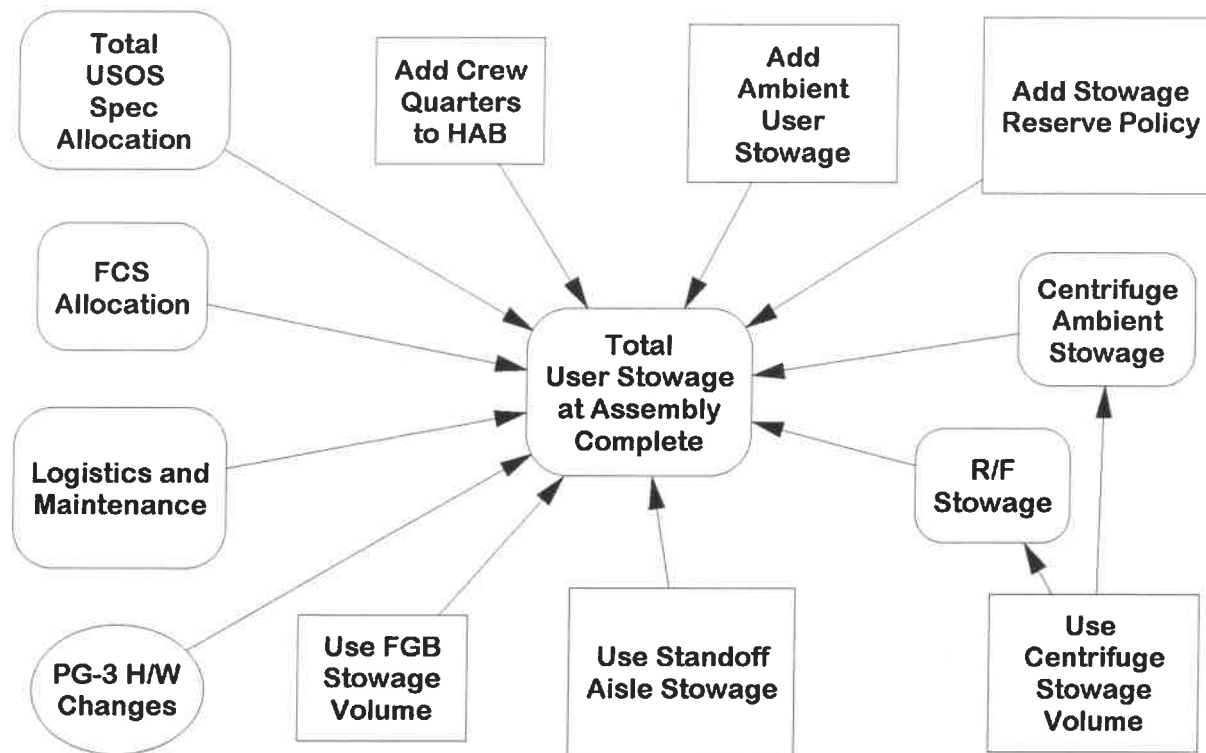 Total
USOS
Spec
Allocation
Add Crew
Quarters
to HAB
Add
Ambient
User
Stowage
Add Stowage
Reserve Policy
FCS
Allocation
Centrifuge
Ambient
Stowage
Total
User Stowage
at Assembly
Complete
Logistics and
Maintenance
R/F
Stowage
PG-3 H/W
Changes
Use FGB
Stowage
Volume
Use Standoff
Aisle Stowage
Use
Centrifuge
Stowage
Volume